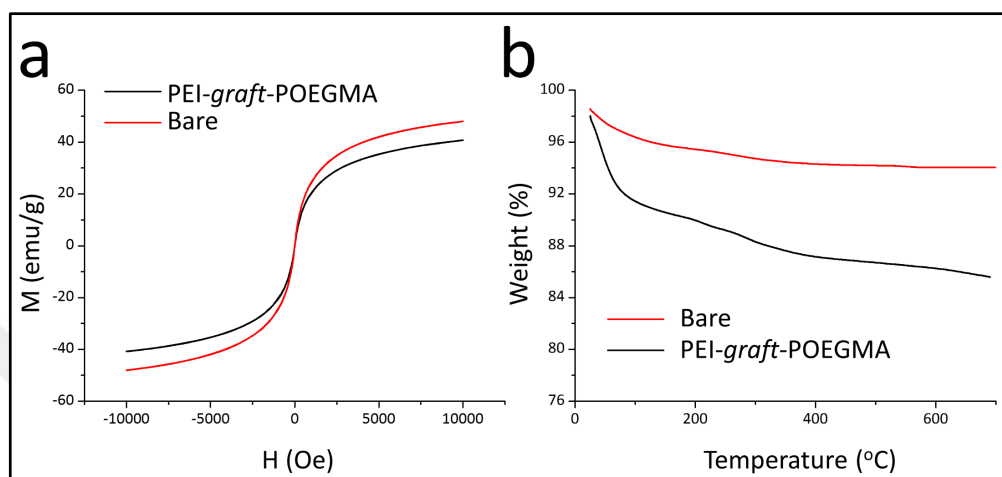 a
PEI-graft-POEGMA
Bare
60
40
20
0
-20
-40
-60
M (emu/g)
-10000
-5000
0
5000
10000
H (Oe)
b
100
96
92
88
84
80
76
Weight (%)
Bare
PEI-graft-POEGMA
0
200
400
600
Temperature (°C)